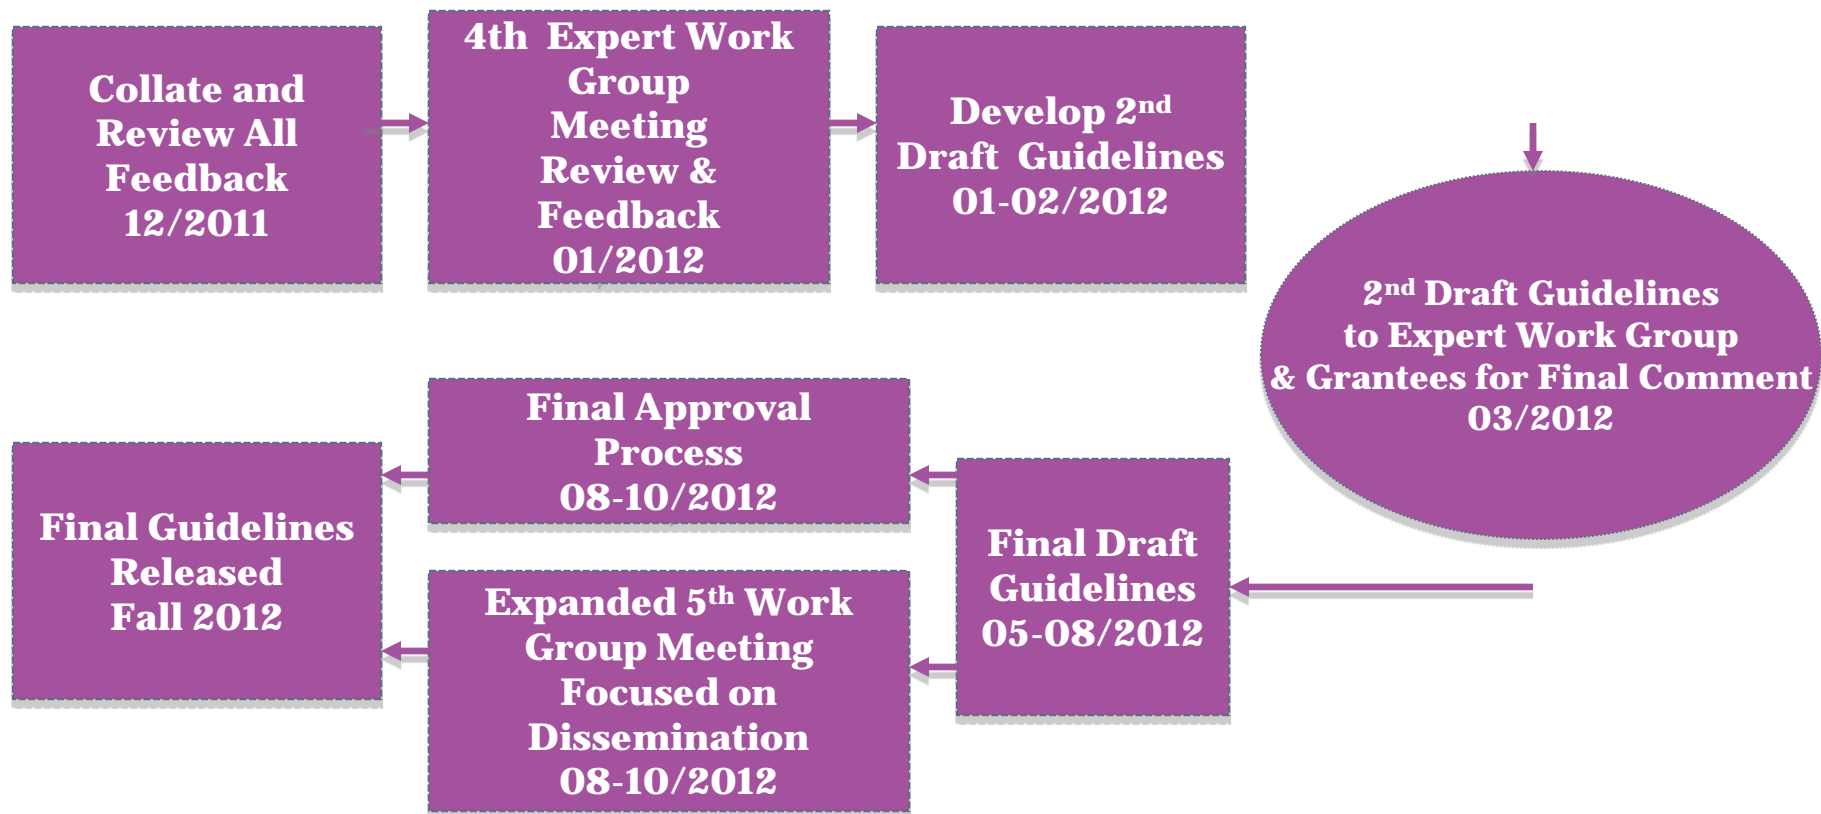 Collate and
Review All
Feedback
12/2011
4th Expert Work
Group
Meeting
Review &
Feedback
01/2012
Develop 2nd
Draft Guidelines
01-02/2012
2nd Draft Guidelines
to Expert Work Group
& Grantees for Final Comment
03/2012
Final Draft
Guidelines
05-08/2012
Final Approval
Process
08-10/2012
Expanded 5th Work
Group Meeting
Focused on
Dissemination
08-10/2012
Final Guidelines
Released
Fall 2012